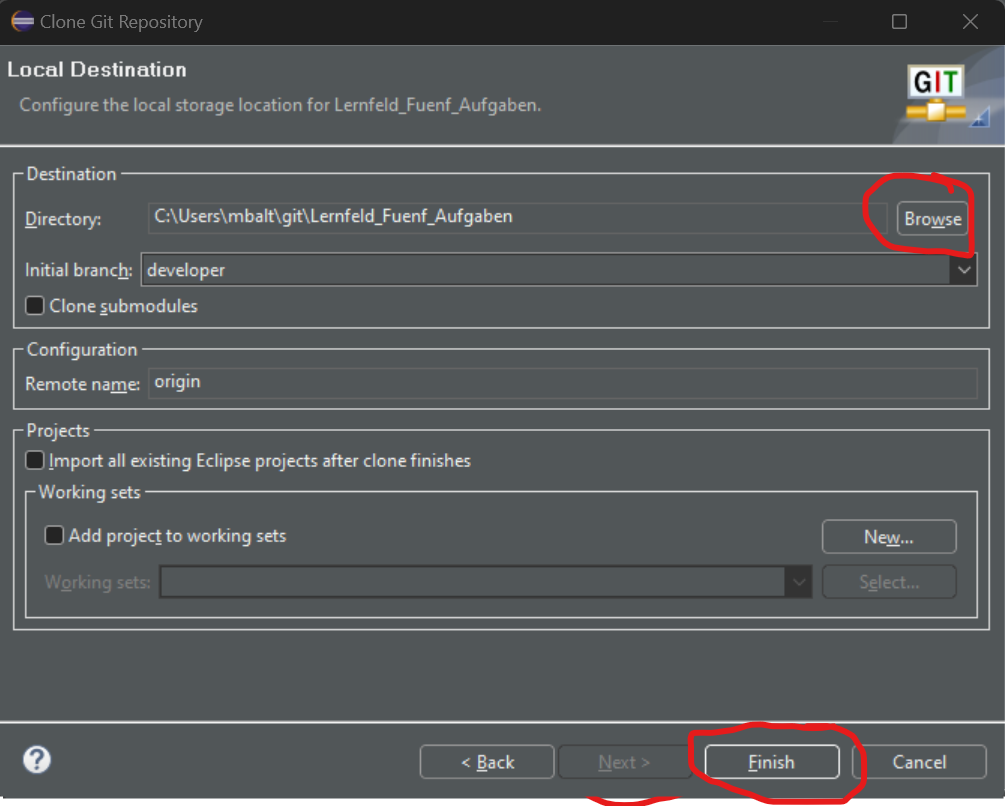 Clone Git Repository
Local Destination
Configure the local storage location for Lernfeld_Fuenf_Aufgaben.
GIT
Destination
Directory: C:\Users\mbalt\git\Lernfeld_Fuenf_Aufgaben Browse
Initial branch: developer
Clone submodules
Configuration
Remote name: origin
Projects
Import all existing Eclipse projects after clone finishes
Working sets
Add project to working sets New...
Working sets: Select...
? < Back Next > Finish Cancel